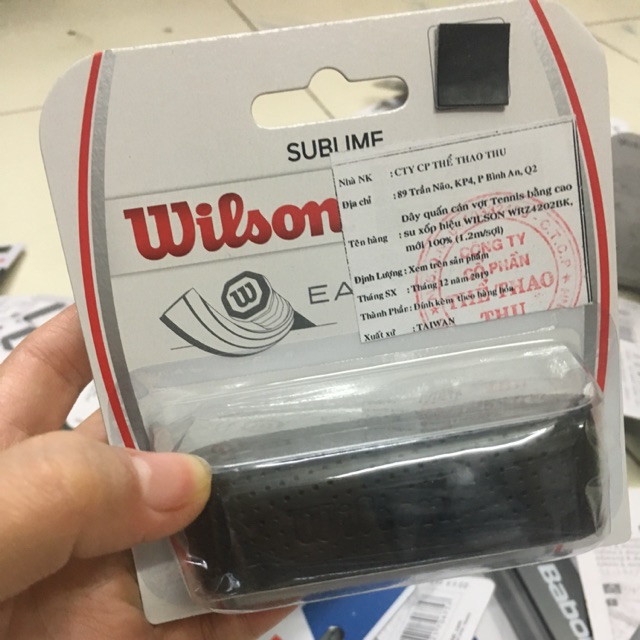 SUBLIME
Wilson
W
EA
Nhà NK : CTY CP THỂ THAO THU
Địa chỉ : 89 Trần Não, KP4, P Bình An, Q2
Tên hàng : Dây quấn cán vợt Tennis bằng cao
su xốp hiệu WILSON WRZ4202BK,
mới 100% (1.2m/sợi)
Định Lượng : Xem trên sản phẩm
Tháng SX : Tháng 12 năm 2019
Thành Phần : Đính kèm theo hàng hóa
Xuất xứ : TAIWAN
CÔNG TY
CỔ PHẦN
THỂ THAO
THU
Wilson
Babol